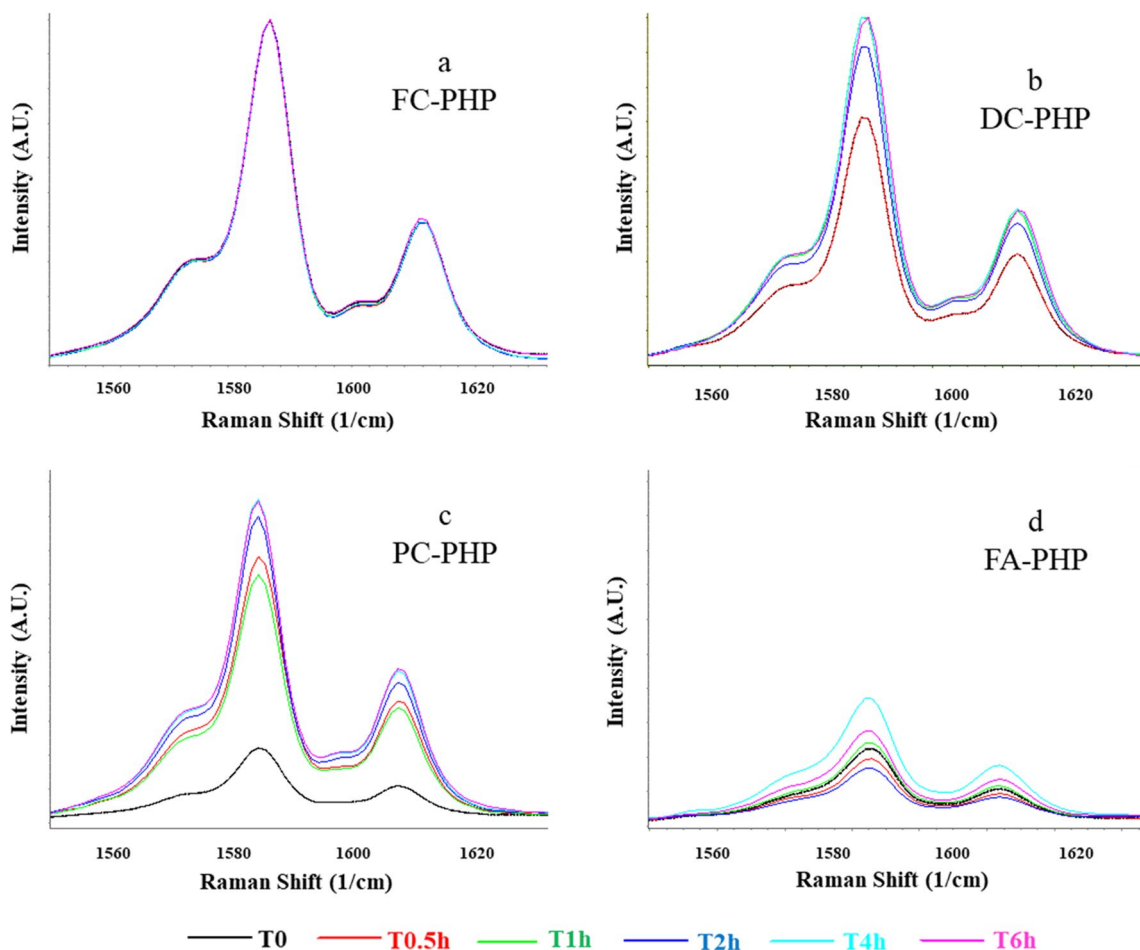 a
FC-PHP
Intensity (A.U.)
1560 1580 1600 1620
Raman Shift (1/cm)
b
DC-PHP
Intensity (A.U.)
1560 1580 1600 1620
Raman Shift (1/cm)
c
PC-PHP
Intensity (A.U.)
1560 1580 1600 1620
Raman Shift (1/cm)
d
FA-PHP
Intensity (A.U.)
1560 1580 1600 1620
Raman Shift (1/cm)
T0 T0.5h T1h T2h T4h T6h